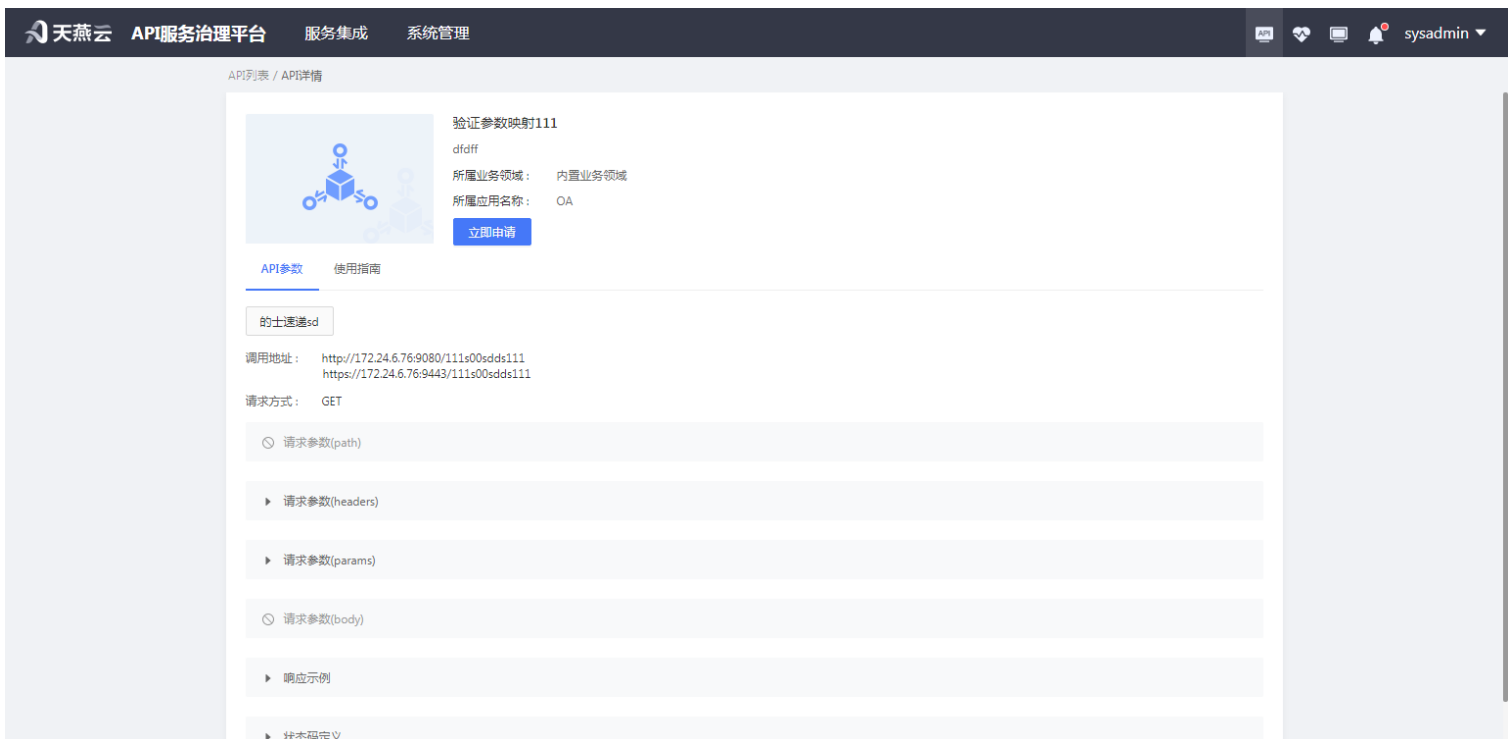 天燕云 API服务治理平台 服务集成 系统管理 API sysadmin
API列表 / API详情
验证参数映射111
dfdff
所属业务领域： 内置业务领域
所属应用名称： OA
立即申请
API参数 使用指南
的士速递sd
调用地址： http://172.24.6.76:9080/111s00sdds111
https://172.24.6.76:9443/111s00sdds111
请求方式： GET
请求参数(path)
请求参数(headers)
请求参数(params)
请求参数(body)
响应示例
状态码定义